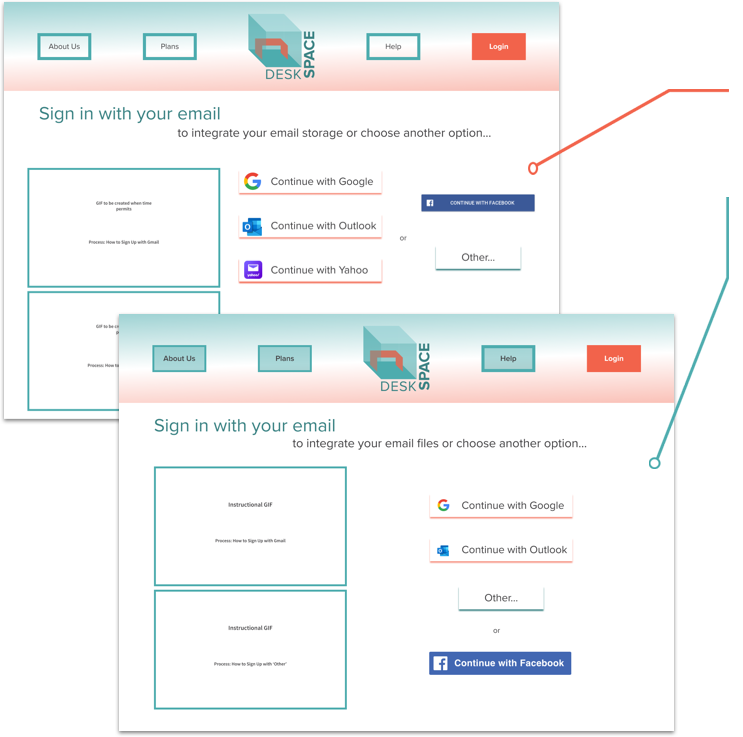 About Us
Plans
DESK
SPACE
Help
Login
Sign in with your email
to integrate your email storage or choose another option...
GIF to be created when time
permits
Process: How to Sign Up with Gmail
Continue with Google
Continue with Outlook
yahoo!
Continue with Yahoo
or
CONTINUE WITH FACEBOOK
Other...
GIF to be
Process: How to
About Us
Plans
DESK
SPACE
Help
Login
Sign in with your email
to integrate your email files or choose another option...
Instructional GIF
Process: How to Sign Up with Gmail
Instructional GIF
Process: How to Sign Up with 'Other'
Continue with Google
Continue with Outlook
Other...
or
Continue with Facebook